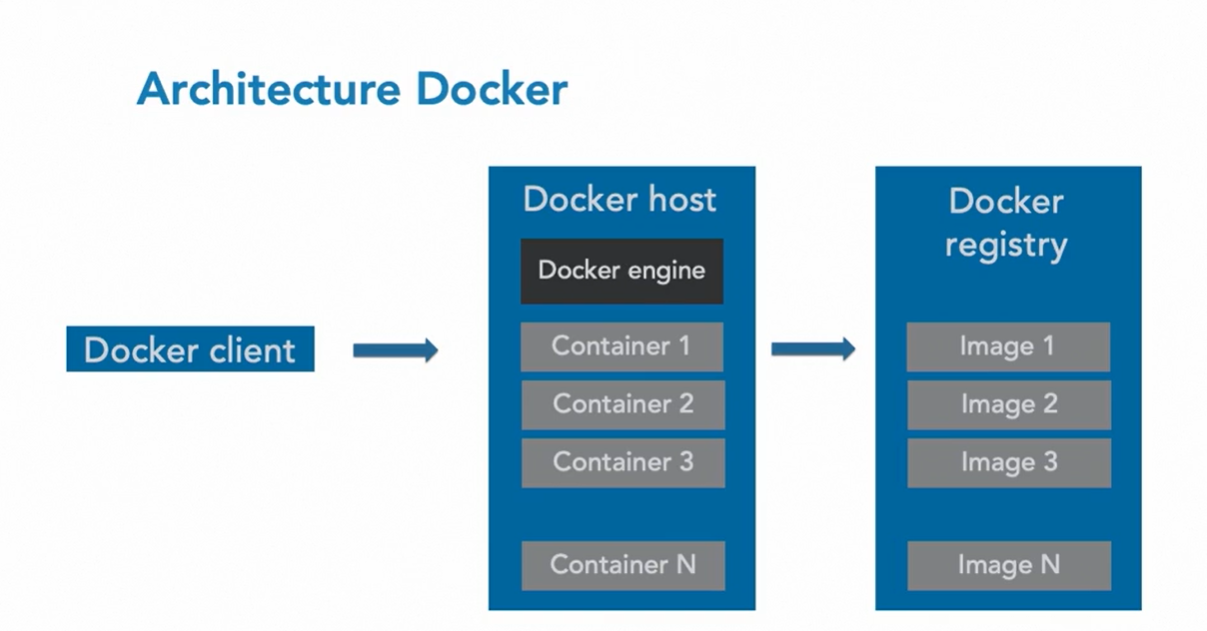 Architecture Docker
Docker client
Docker host
Docker engine
Container 1
Container 2
Container 3
Container N
Docker
registry
Image 1
Image 2
Image 3
Image N